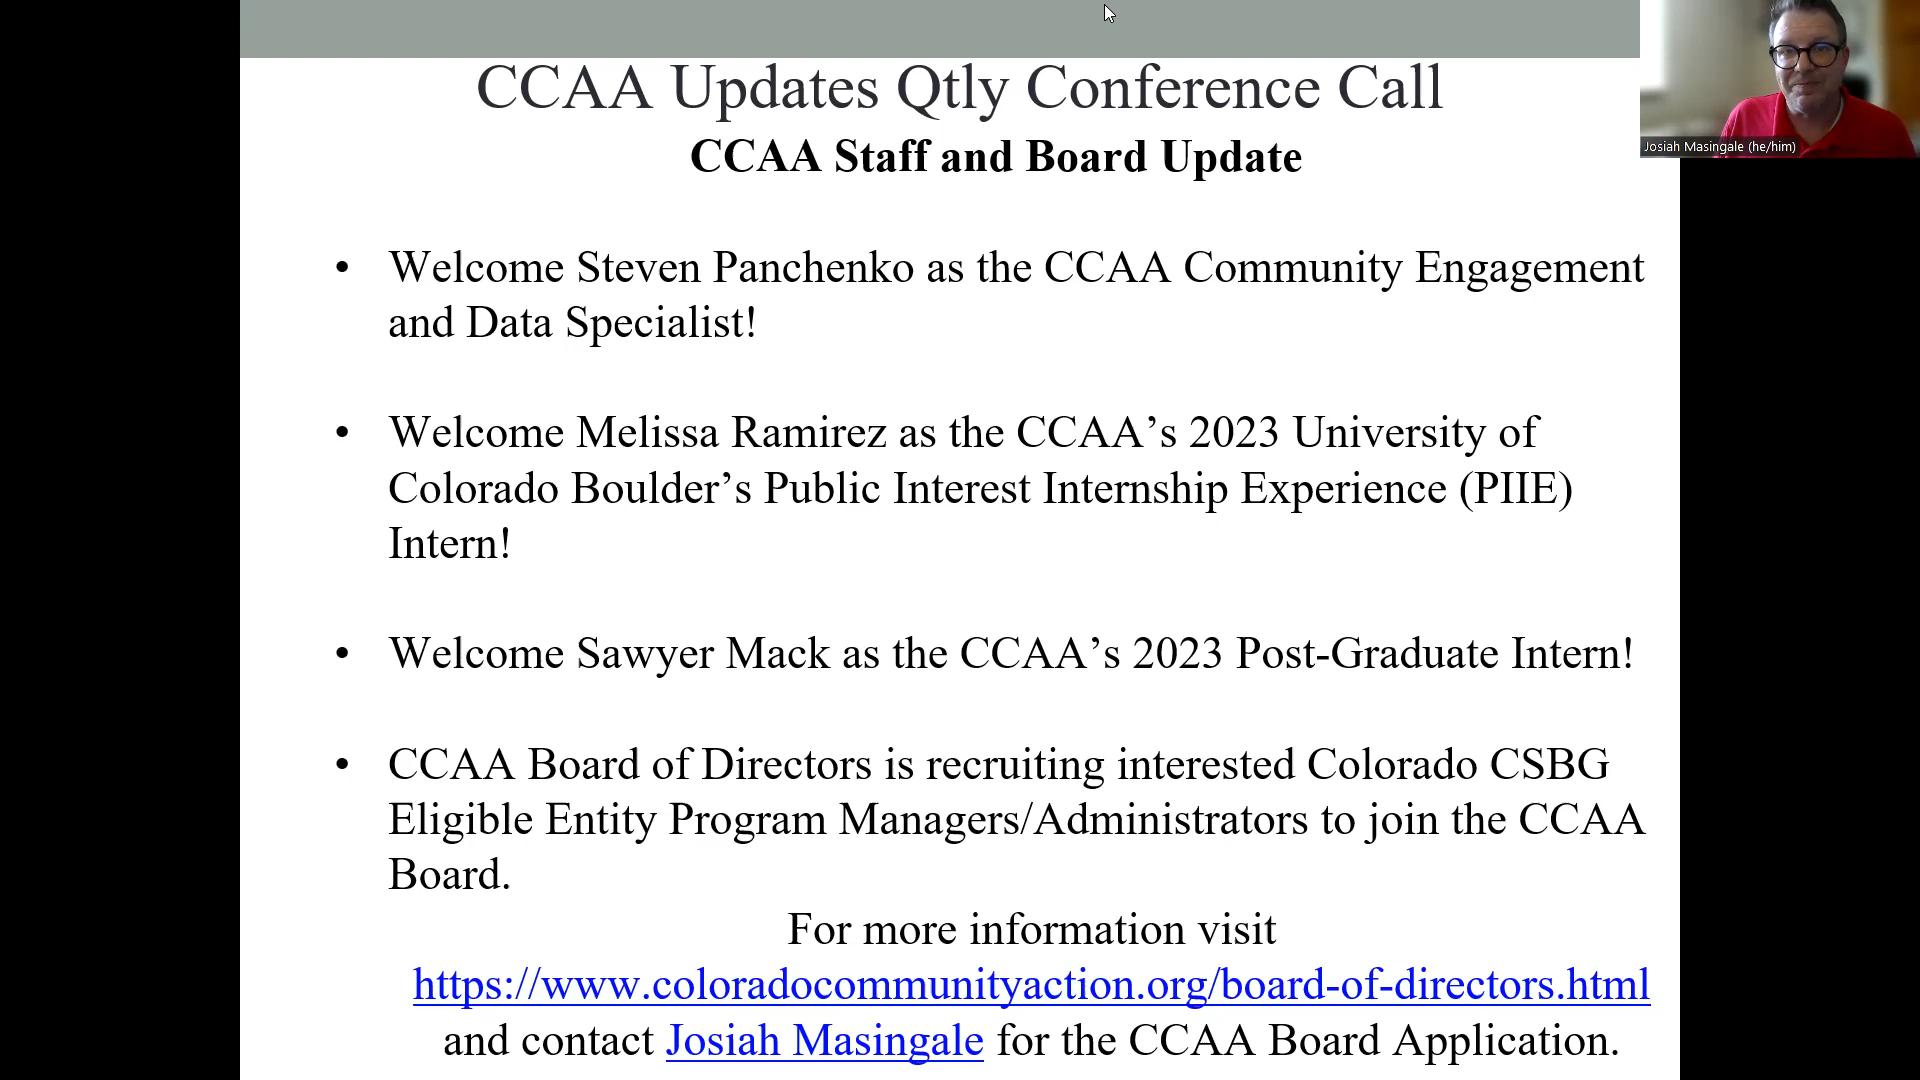 CCAA Updates Qtly Conference Call
Josiah Masingale (he/him)
CCAA Staff and Board Update
• Welcome Steven Panchenko as the CCAA Community Engagement
and Data Specialist!
• Welcome Melissa Ramirez as the CCAA’s 2023 University of
Colorado Boulder’s Public Interest Internship Experience (PIIE)
Intern!
• Welcome Sawyer Mack as the CCAA’s 2023 Post-Graduate Intern!
• CCAA Board of Directors is recruiting interested Colorado CSBG
Eligible Entity Program Managers/Administrators to join the CCAA
Board.
For more information visit
https://www.coloradocommunityaction.org/board-of-directors.html
and contact Josiah Masingale for the CCAA Board Application.